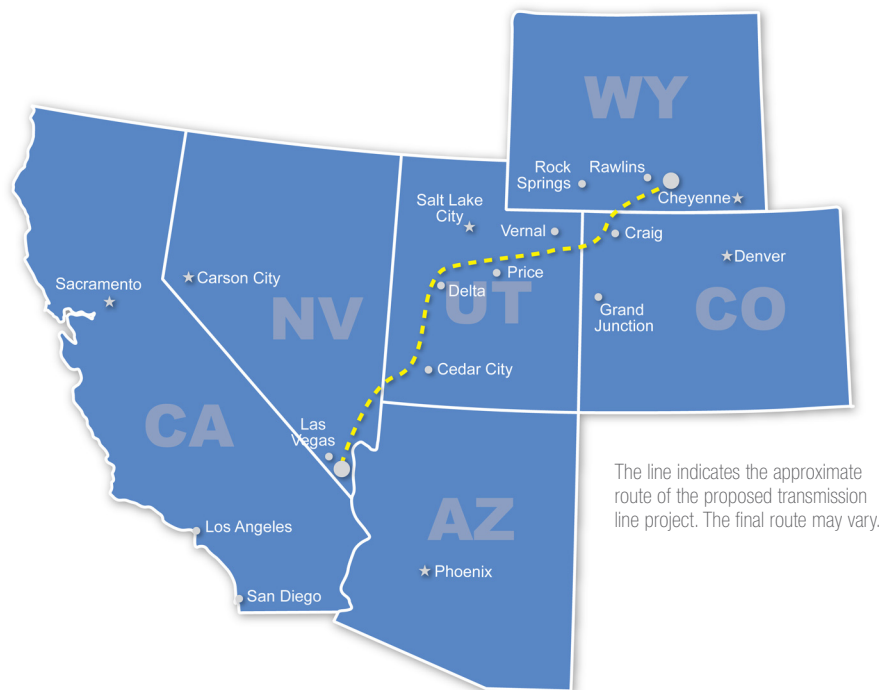 WY
Rock
Springs
Rawlins
Cheyenne
Salt Lake
City
Vernal
Craig
Denver
Sacramento
Carson City
Price
Delta
UT
NV
Grand
Junction
CO
Cedar City
CA
Las
Vegas
The line indicates the approximate
route of the proposed transmission
line project. The final route may vary.
AZ
Los Angeles
Phoenix
San Diego